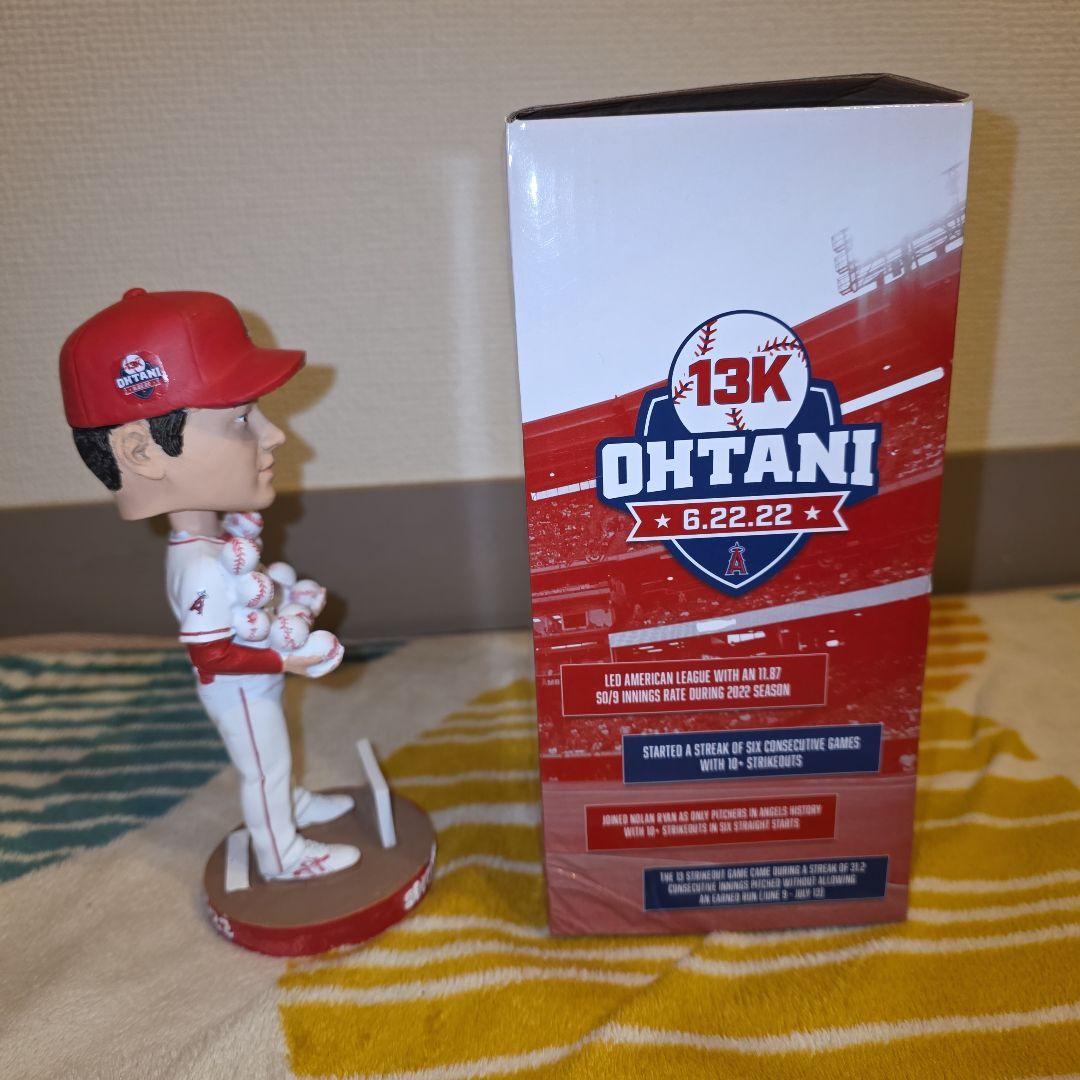 13K
OHTANI
13K
OHTANI
★ 6.22.22 ★
A
A
LED AMERICAN LEAGUE WITH AN 11.87
SO/9 INNINGS RATE DURING 2022 SEASON
STARTED A STREAK OF SIX CONSECUTIVE GAMES
WITH 10+ STRIKEOUTS
JOINED NOLAN RYAN AS ONLY PITCHERS IN ANGELS HISTORY
WITH 10+ STRIKEOUTS IN SIX STRAIGHT STARTS
THE 13 STRIKEOUT GAME CAME DURING A STREAK OF 31.2
CONSECUTIVE INNINGS PITCHED WITHOUT ALLOWING
AN EARNED RUN (JUNE 9 - JULY 13)